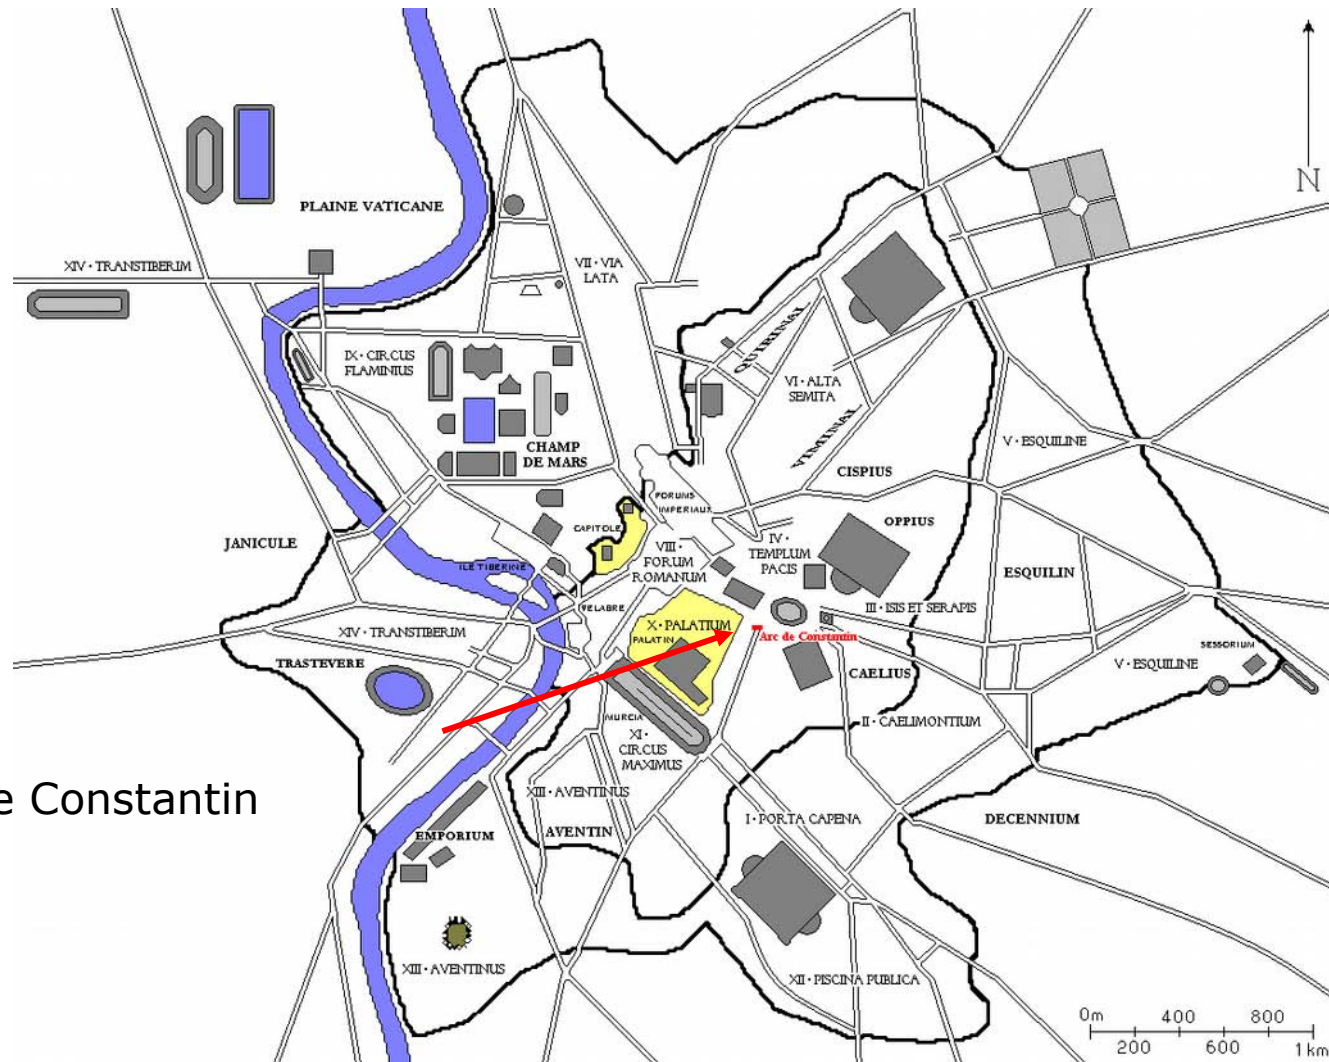 N
PLAINE VATICANE
XIV · TRANSTIBERIM
VII · VIA
LATA
IX · CIRCUS
FLAMINIUS
QUIRINAL
VI · ALTA
SEMITA
VIMINAL
V · ESQUILINE
CHAMP
DE MARS
CISPIUS
FORUMS
IMPERIAUX
OPPIUS
CAPITOLE
JANICULE
VIII ·
FORUM
ROMANUM
IV ·
TEMPLUM
PACIS
ILE TIBERINE
ESQUILIN
VELABRE
III · ISIS ET SERAPIS
X · PALATIUM
PALATIN
Arc de Constantin
XIV · TRANSTIBERIM
SESSORIUM
TRASTEVERE
CAELIUS
V · ESQUILINE
MURCIA
XI ·
CIRCUS
MAXIMUS
II · CAELIMONTIUM
e Constantin
XIII · AVENTINUS
EMPORIUM
AVENTIN
I · PORTA CAPENA
DECENNIUM
XIII · AVENTINUS
XII · PISCINA PUBLICA
0m 400 800
200 600 1km